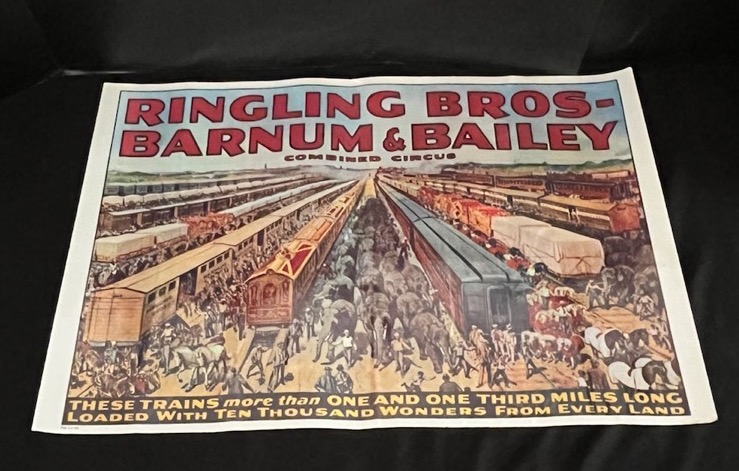 RINGLING BROS-
BARNUM & BAILEY
COMBINED CIRCUS
THESE TRAINS more than ONE AND ONE THIRD MILES LONG
LOADED WITH TEN THOUSAND WONDERS FROM EVERY LAND